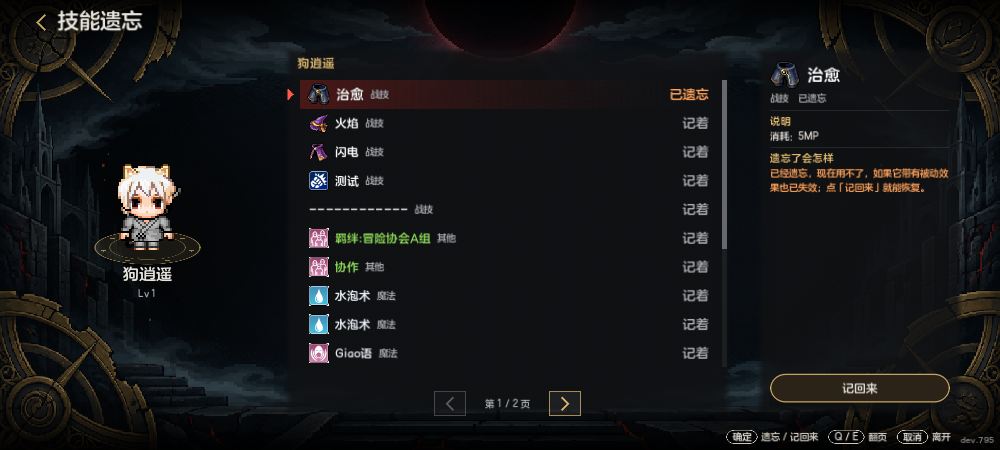 技能遗忘
狗逍遥
Lv1
狗逍遥
治愈 战技 已遗忘
火焰 战技 记着
闪电 战技 记着
测试 战技 记着
------------ 战技 记着
羁绊:冒险协会A组 其他 记着
协作 其他 记着
水泡术 魔法 记着
水泡术 魔法 记着
Giao语 魔法 记着
第1/2页
治愈
战技 已遗忘
说明
消耗: 5MP
遗忘了会怎样
已经遗忘，现在用不了，如果它带有被动效
果也已失效；点「记回来」就能恢复。
记回来
确定 遗忘/记回来 Q/E 翻页 取消 离开
dev.795